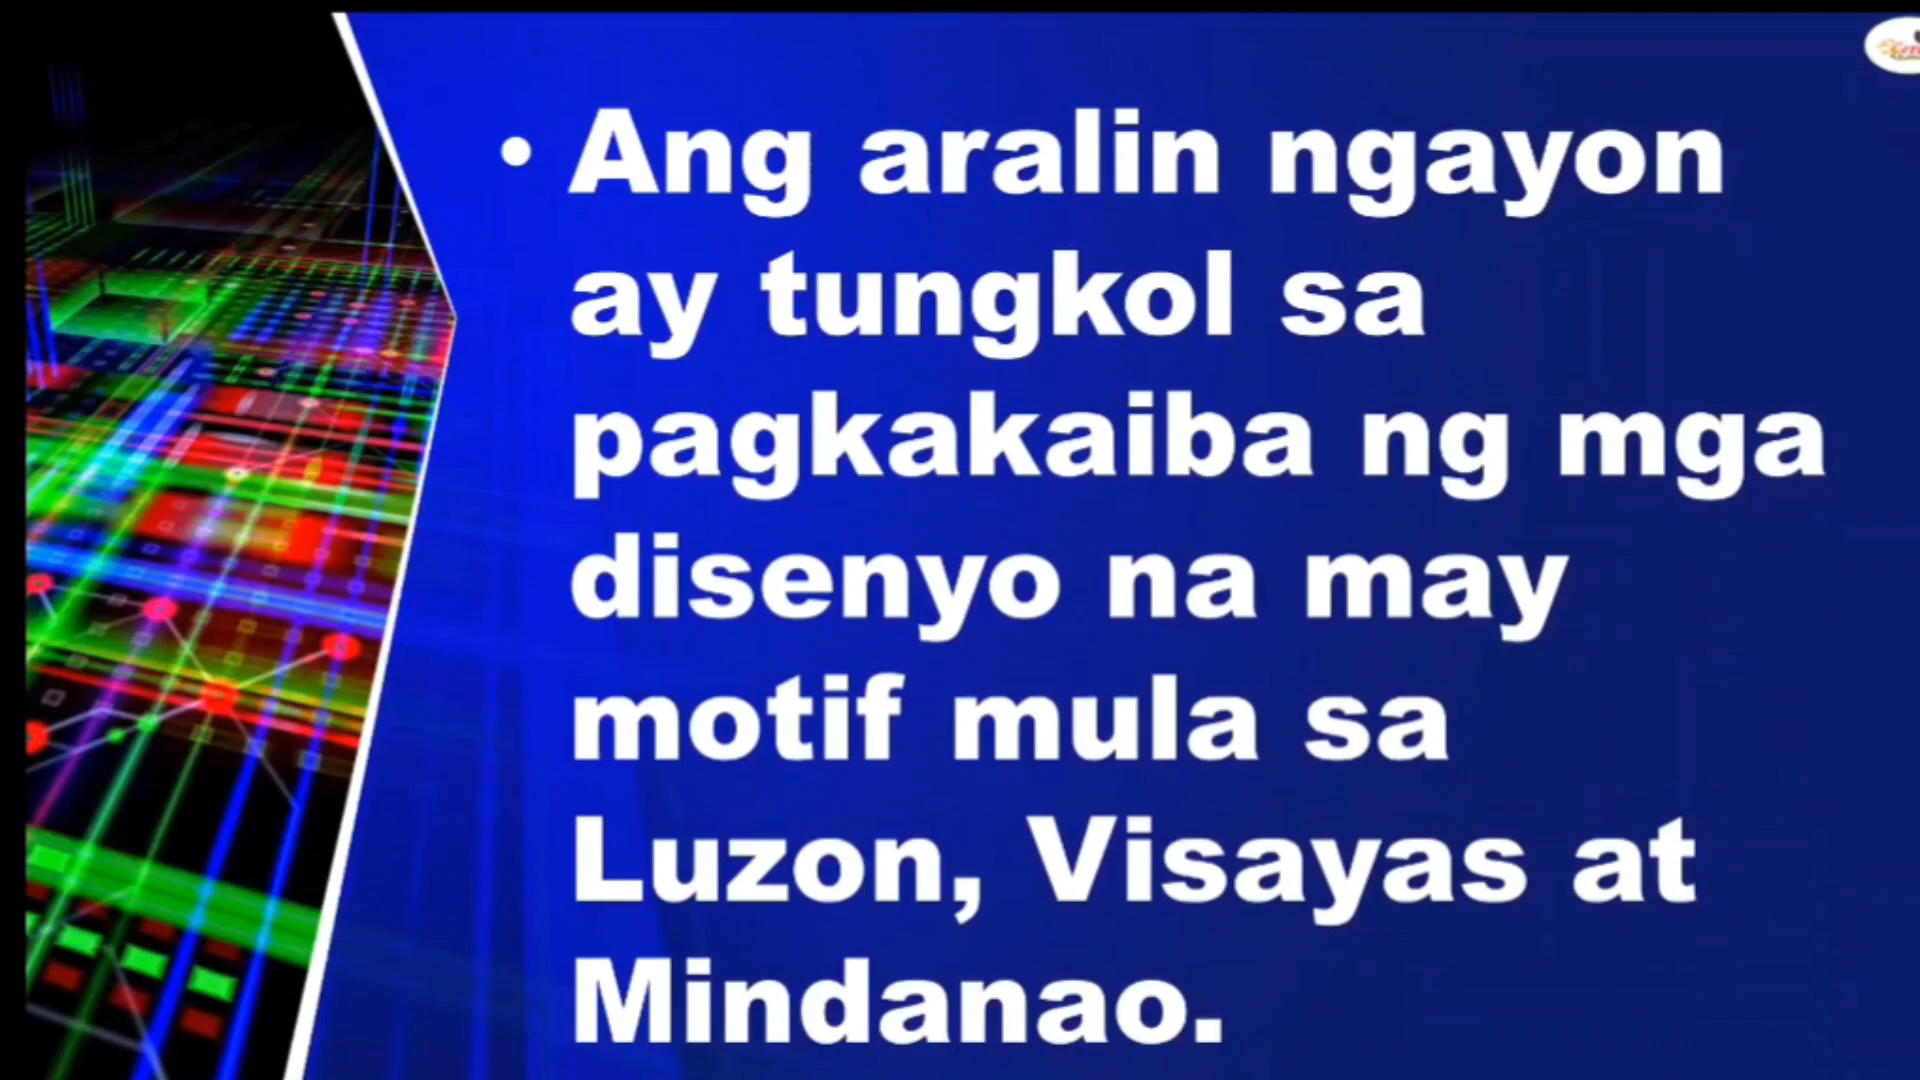 • Ang aralin ngayon
ay tungkol sa
pagkakaiba ng mga
disenyo na may
motif mula sa
Luzon, Visayas at
Mindanao.